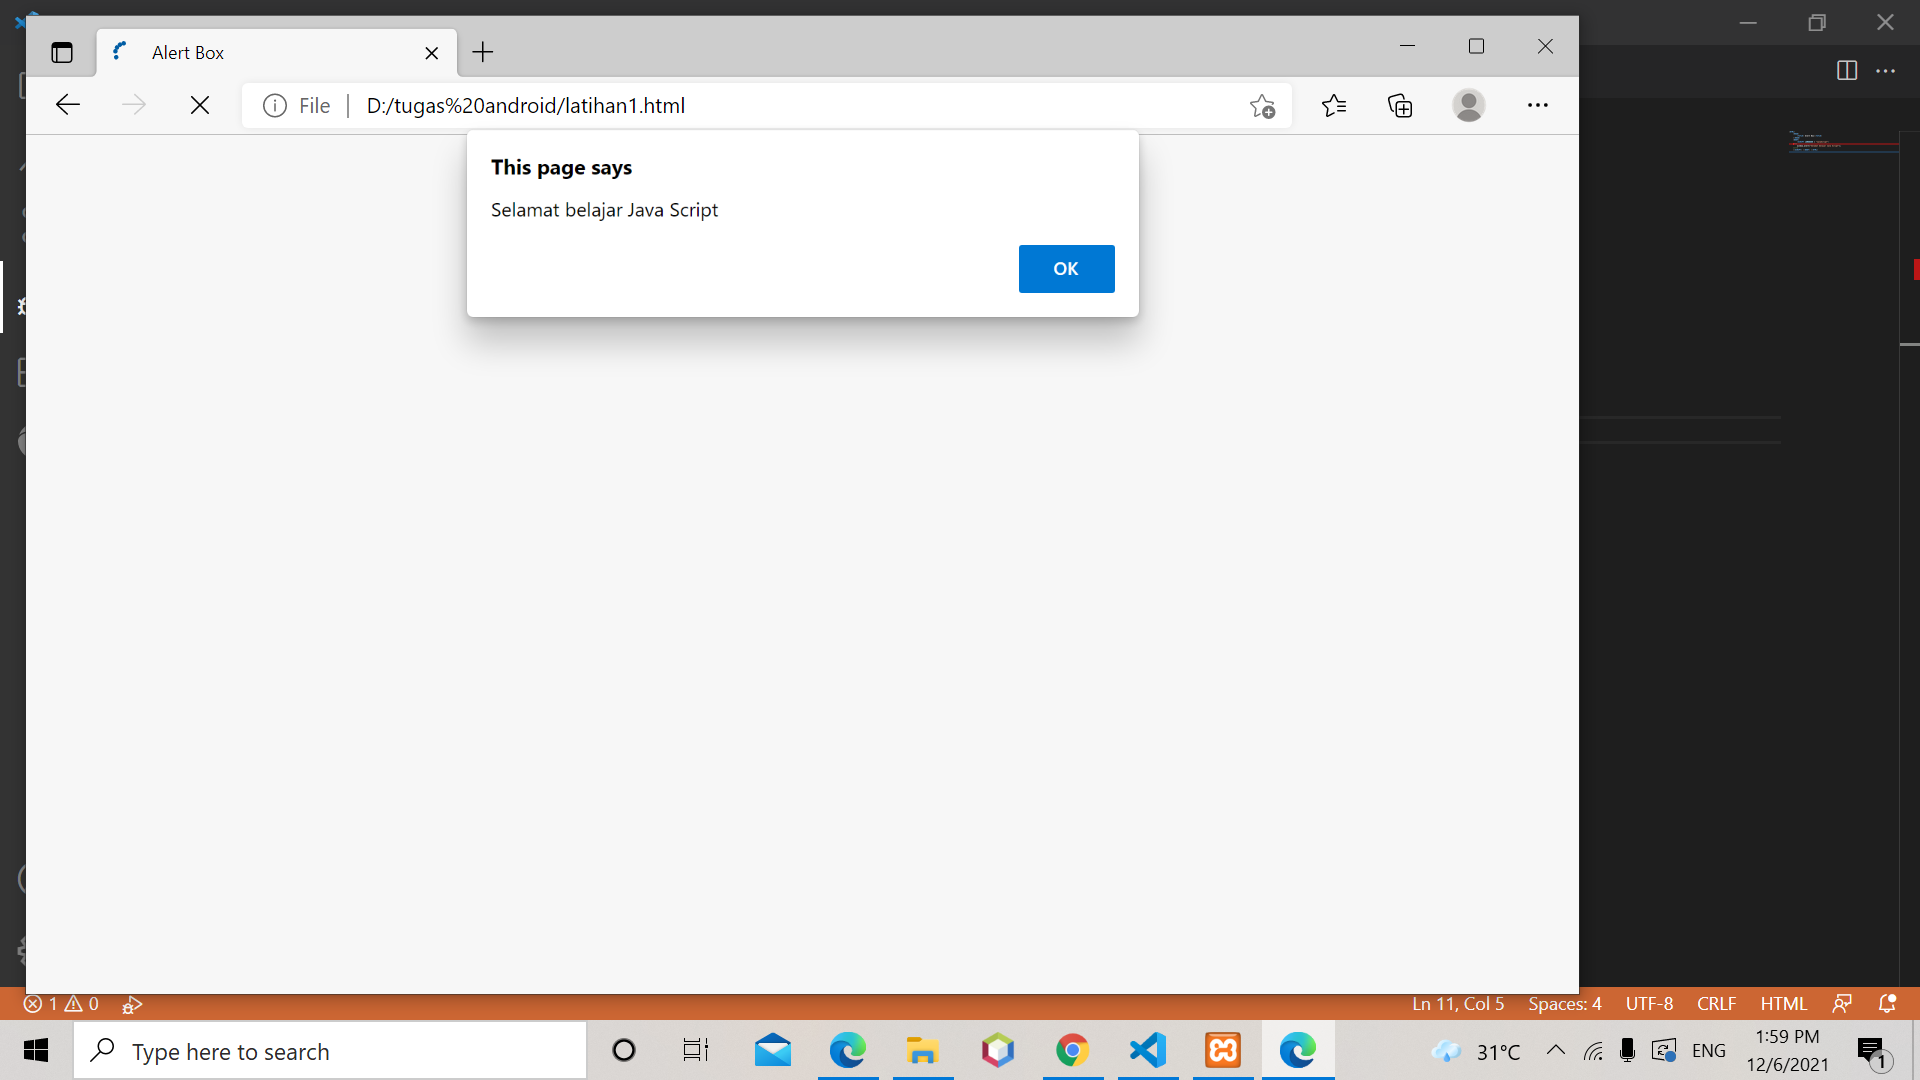 Alert Box
File
D:/tugas%20android/latihan1.html
This page says
Selamat belajar Java Script
OK
1 0
Ln 11, Col 5 Spaces: 4 UTF-8 CRLF HTML
Type here to search
31°C
ENG
1:59 PM
12/6/2021
1